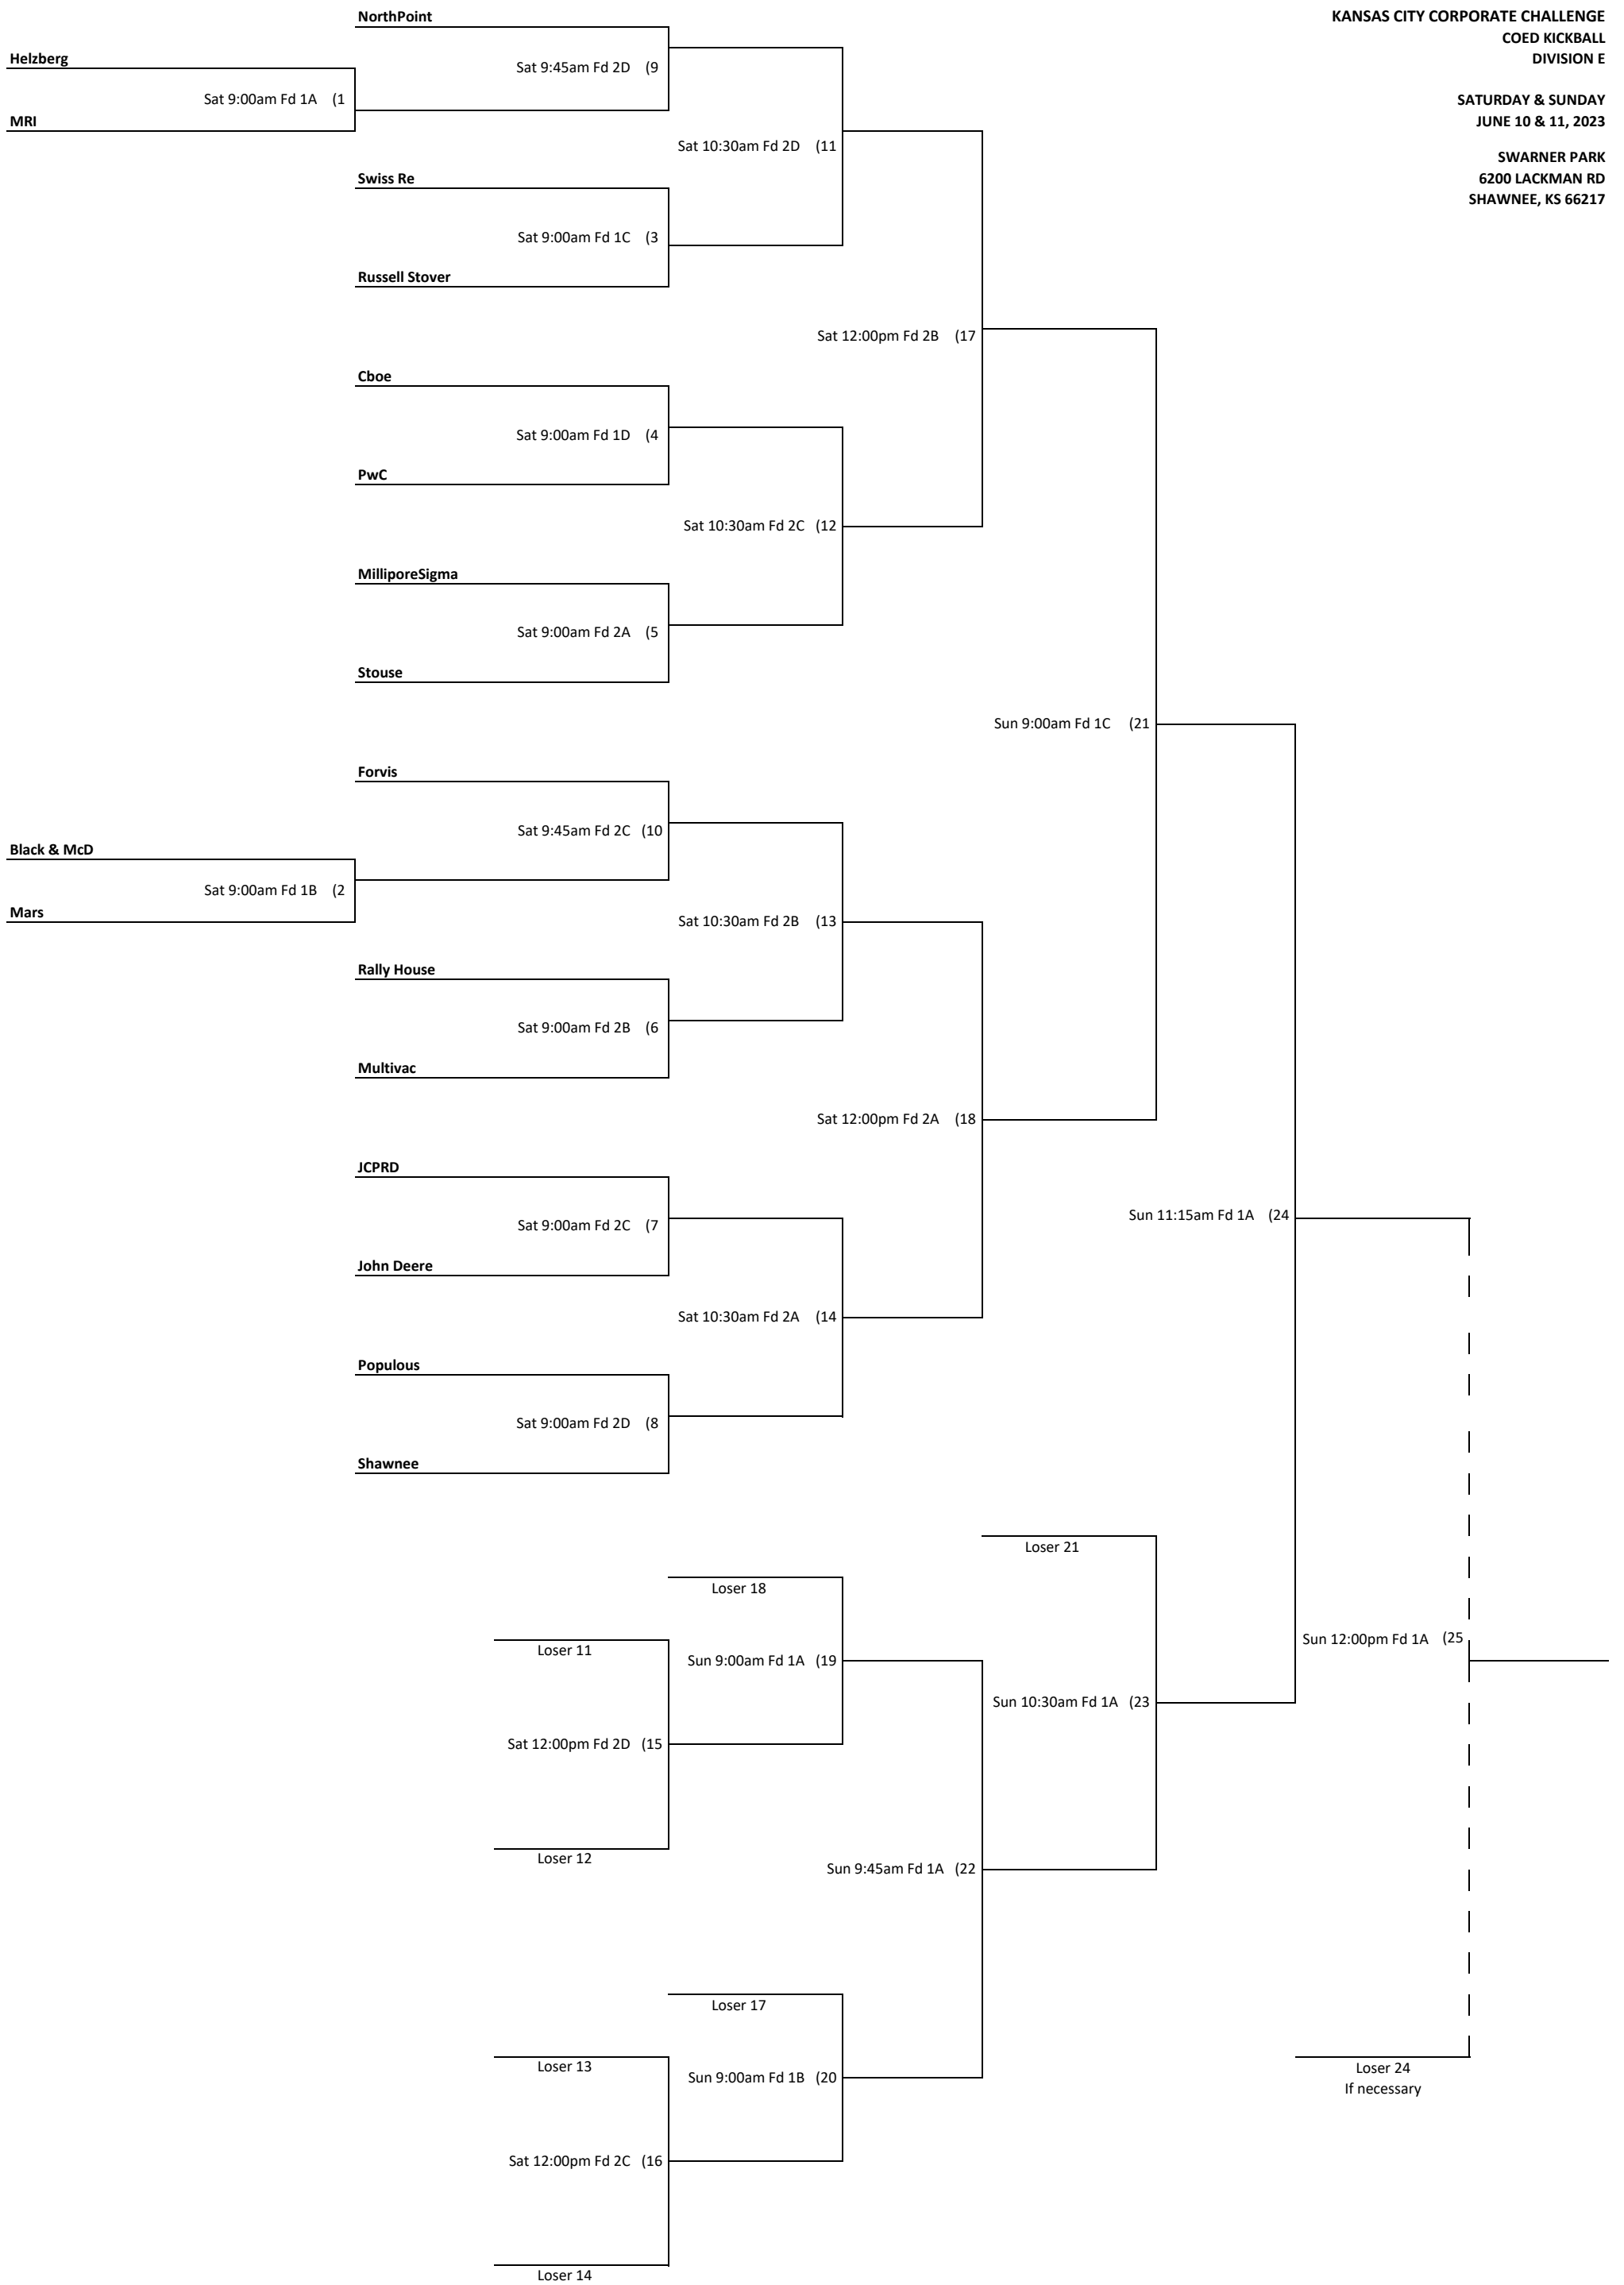 NorthPoint
KANSAS CITY CORPORATE CHALLENGE
COED KICKBALL
DIVISION E
Helzberg
Sat 9:45am Fd 2D (9
Sat 9:00am Fd 1A (1
SATURDAY & SUNDAY
JUNE 10 & 11, 2023
MRI
Sat 10:30am Fd 2D (11
SWARNER PARK
6200 LACKMAN RD
SHAWNEE, KS 66217
Swiss Re
Sat 9:00am Fd 1C (3
Russell Stover
Sat 12:00pm Fd 2B (17
Cboe
Sat 9:00am Fd 1D (4
PwC
Sat 10:30am Fd 2C (12
MilliporeSigma
Sat 9:00am Fd 2A (5
Stouse
Sun 9:00am Fd 1C (21
Forvis
Sat 9:45am Fd 2C (10
Black & McD
Sat 9:00am Fd 1B (2
Mars
Sat 10:30am Fd 2B (13
Rally House
Sat 9:00am Fd 2B (6
Multivac
Sat 12:00pm Fd 2A (18
JCPRD
Sat 9:00am Fd 2C (7
Sun 11:15am Fd 1A (24
John Deere
Sat 10:30am Fd 2A (14
Populous
Sat 9:00am Fd 2D (8
Shawnee
Loser 21
Loser 18
Loser 11
Sun 9:00am Fd 1A (19
Sun 12:00pm Fd 1A (25
Sun 10:30am Fd 1A (23
Sat 12:00pm Fd 2D (15
Loser 12
Sun 9:45am Fd 1A (22
Loser 17
Loser 13
Sun 9:00am Fd 1B (20
Loser 24
If necessary
Sat 12:00pm Fd 2C (16
Loser 14